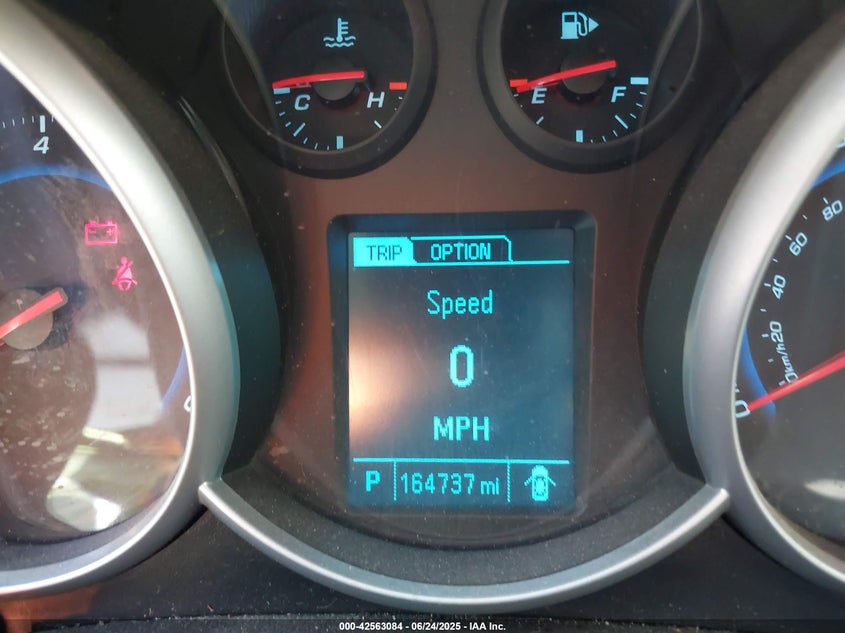 C H
E F
4
TRIP OPTION
Speed
0
MPH
P 164737 mi
80
60
40
20
0 km/h
0
000-42563084 - 06/24/2025 - IAA Inc.